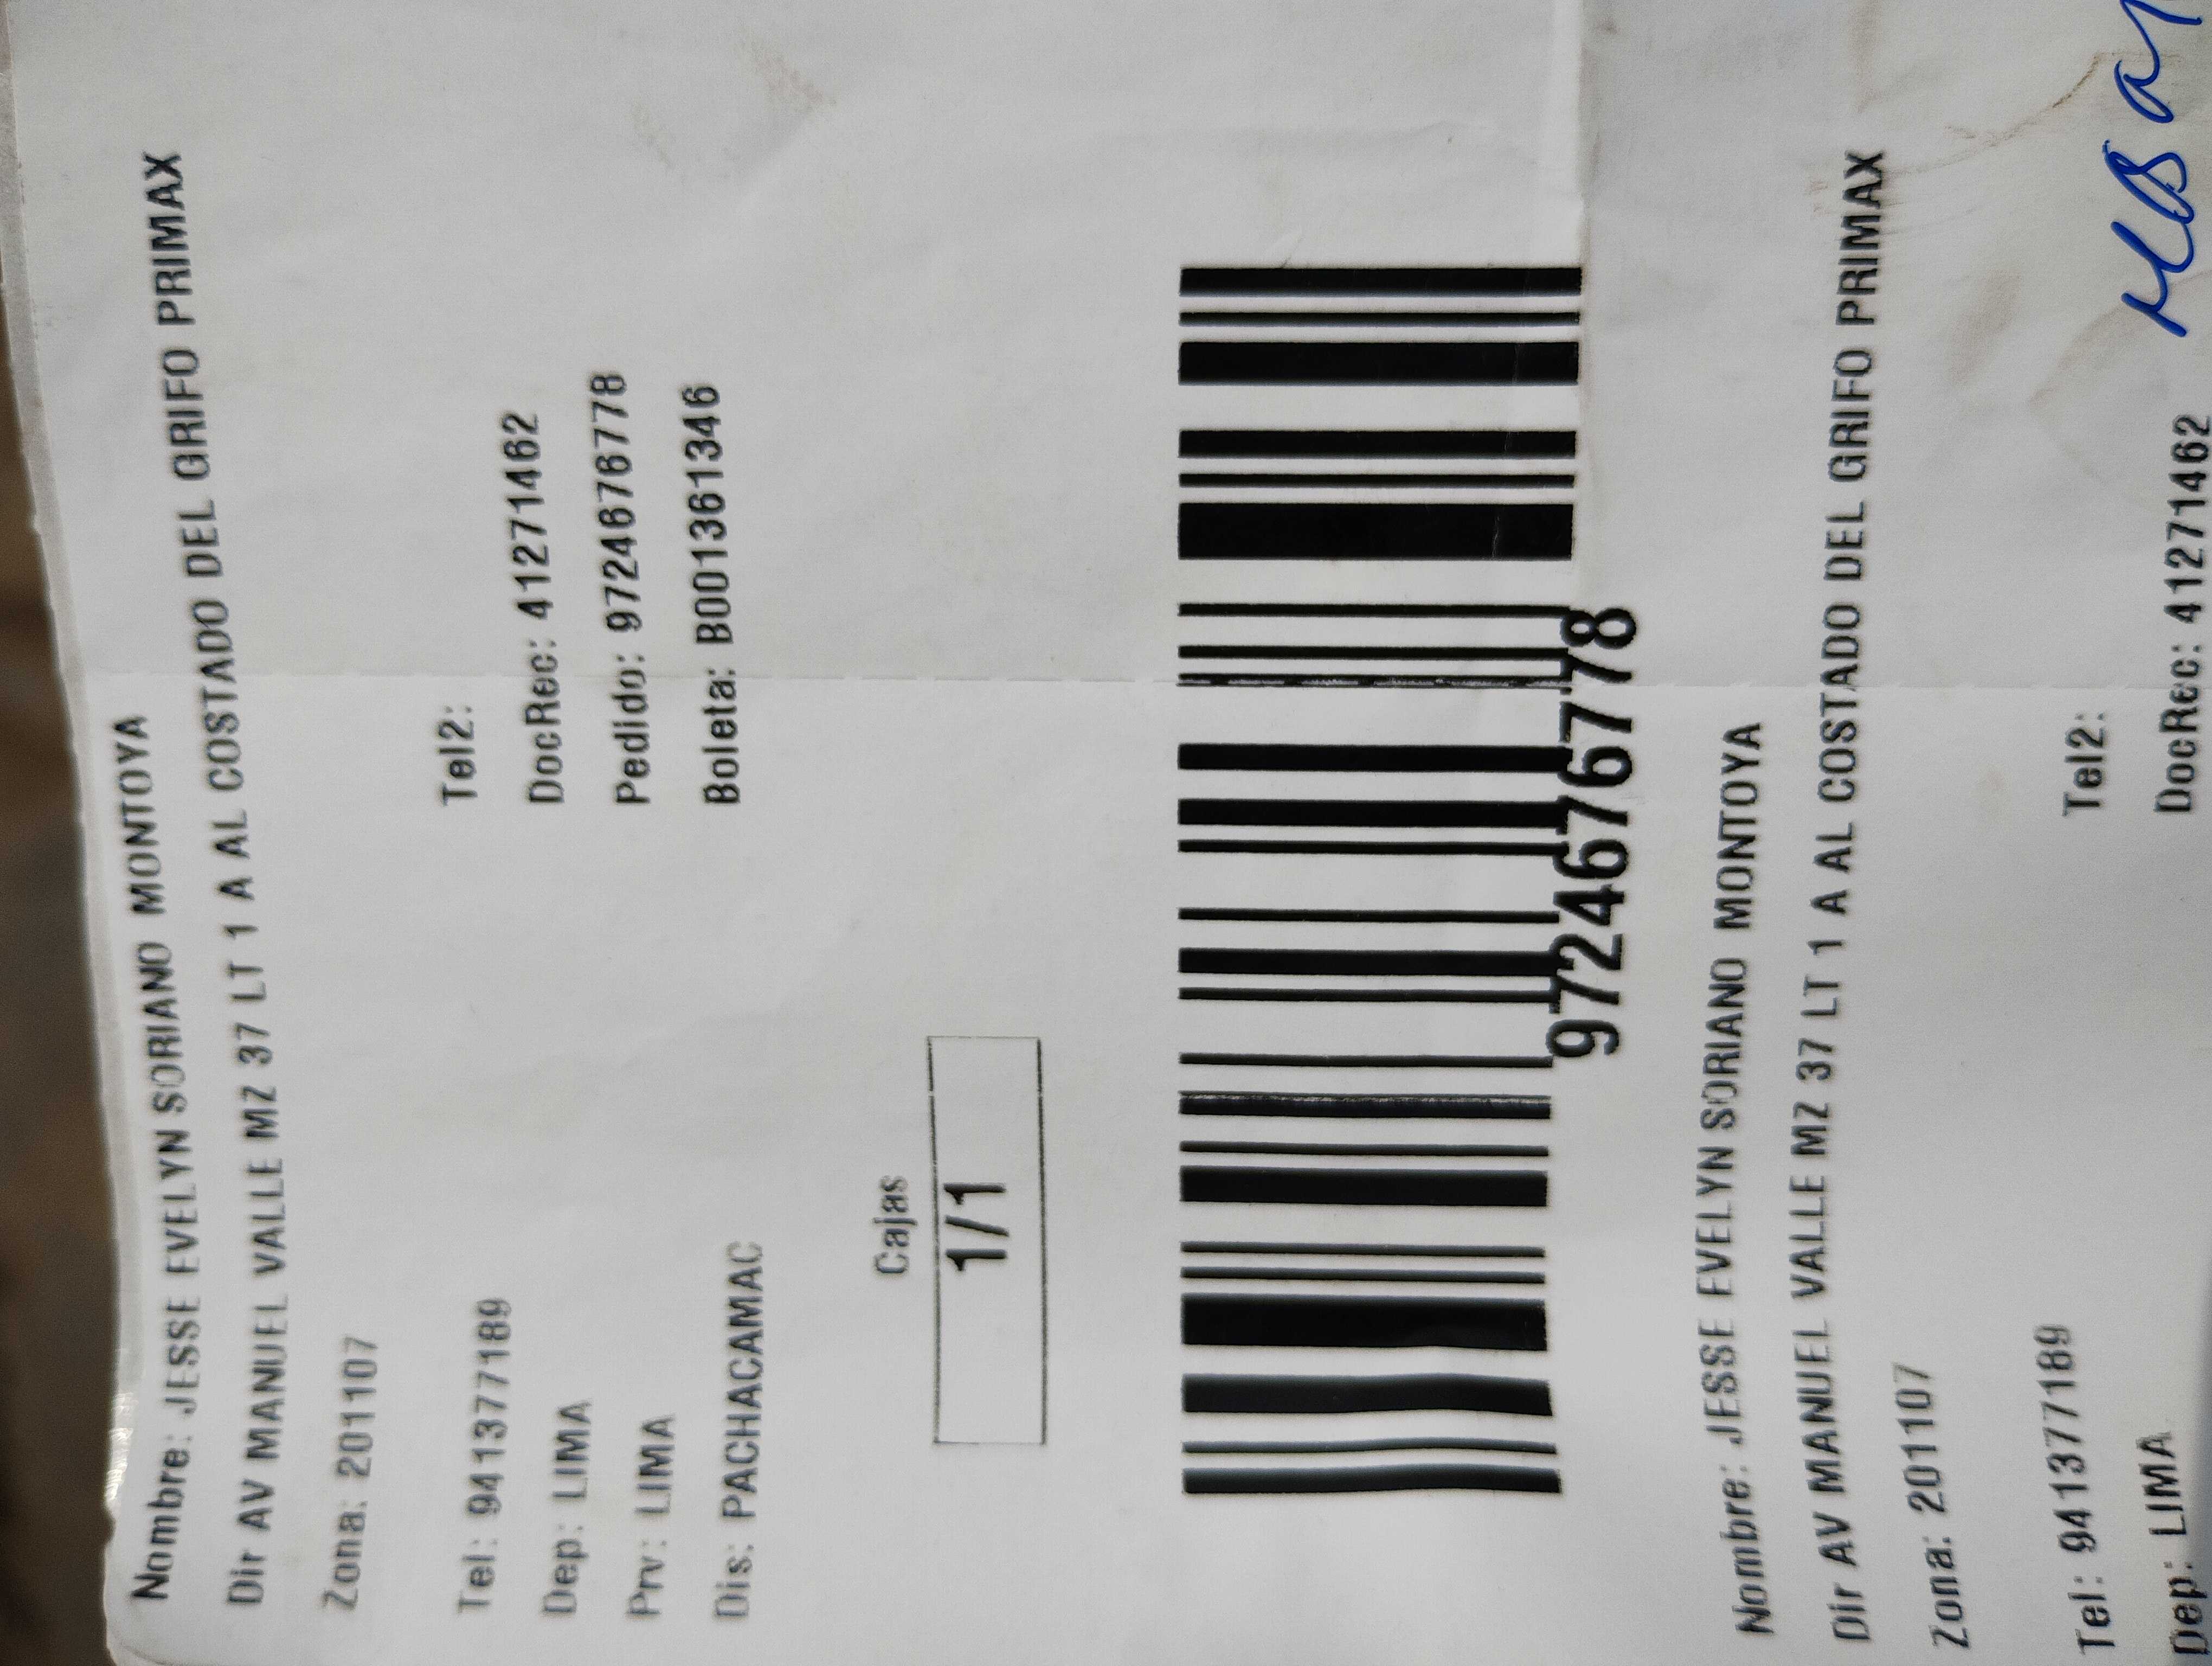 Nombre: JESSE EVELYN SORIANO MONTOYA
Dir AV MANUEL VALLE MZ 37 LT 1 A AL COSTADO DEL GRIFO PRIMAX
Zona: 201107
Tel: 941377189 Tel2:
Dep: LIMA DocRec: 41271462
Prv: LIMA Pedido: 972467676778
Dis: PACHACAMAC Boleta: B001361346
Cajas
1/1
972467676778
Nombre: JESSE EVELYN SORIANO MONTOYA
Dir AV MANUEL VALLE MZ 37 LT 1 A AL COSTADO DEL GRIFO PRIMAX
Zona: 201107
Tel: 941377189 Tel2:
Dep: LIMA DocRec: 41271462